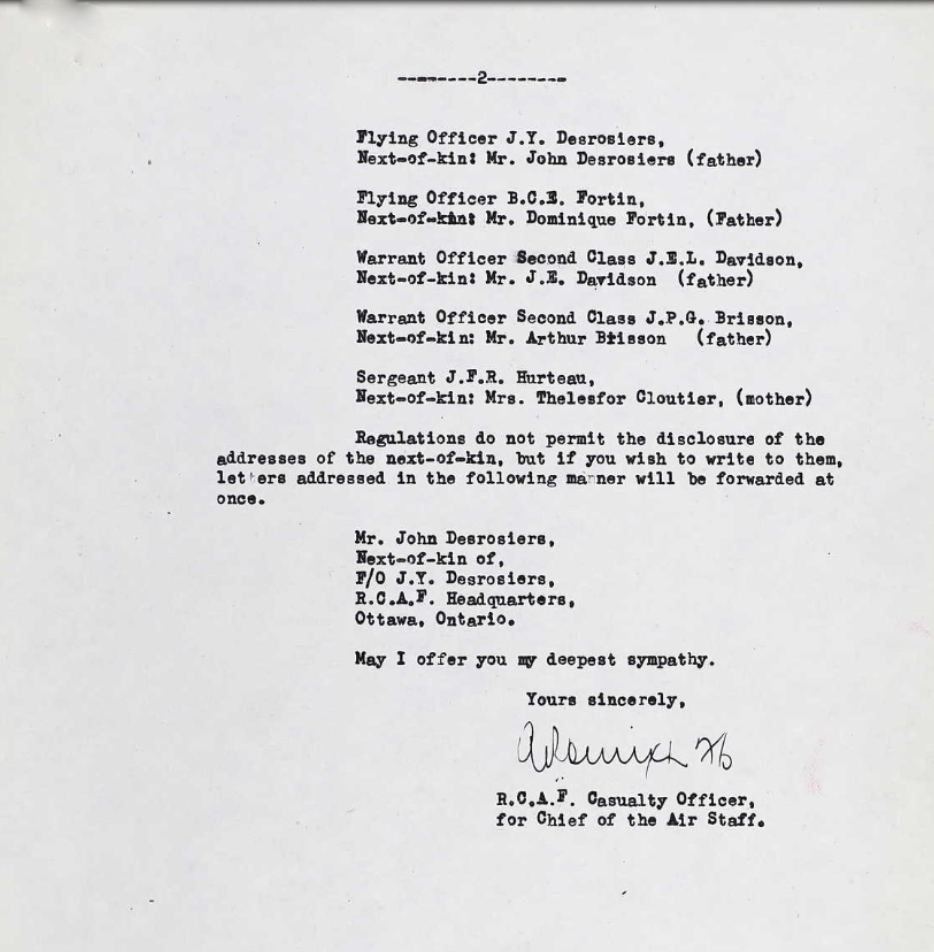 ---------2--------
Flying Officer J.Y. Desrosiers,
Next-of-kin: Mr. John Desrosiers (father)
Flying Officer B.C.E. Fortin,
Next-of-kin: Mr. Dominique Fortin, (Father)
Warrant Officer Second Class J.E.L. Davidson,
Next-of-kin: Mr. J.E. Davidson (father)
Warrant Officer Second Class J.P.G. Brisson,
Next-of-kin: Mr. Arthur Brisson (father)
Sergeant J.F.R. Hurteau,
Next-of-kin: Mrs. Thelesfor Cloutier, (mother)
Regulations do not permit the disclosure of the
addresses of the next-of-kin, but if you wish to write to them,
letters addressed in the following manner will be forwarded at
once.
Mr. John Desrosiers,
Next-of-kin of,
F/O J.Y. Desrosiers,
R.C.A.F. Headquarters,
Ottawa, Ontario.
May I offer you my deepest sympathy.
Yours sincerely,
R.C.A.F. Casualty Officer,
for Chief of the Air Staff.